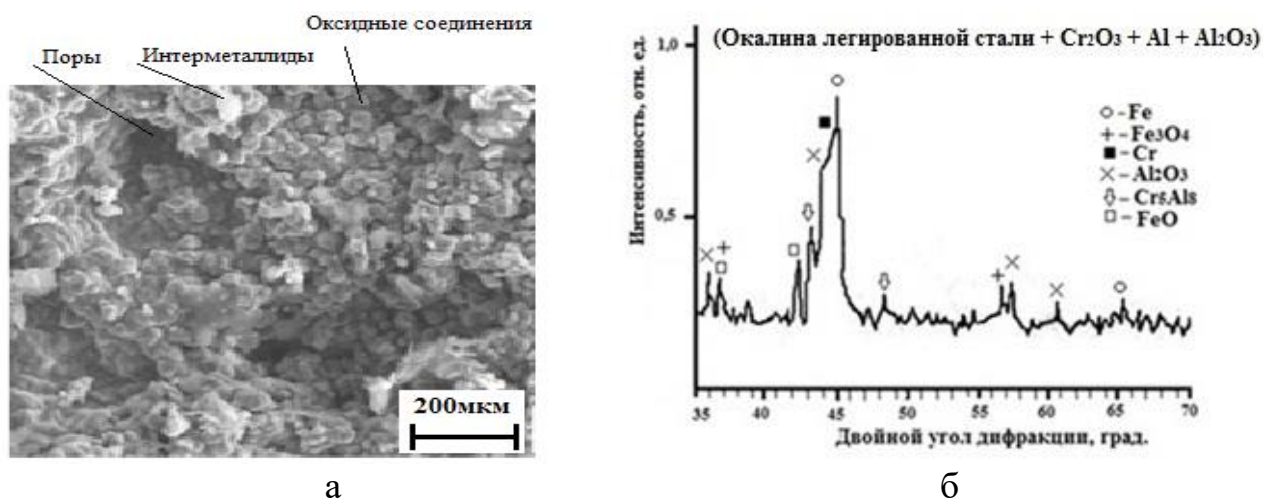 Оксидные соединения
Интерметаллиды
Поры
200мкм
а
(Окалина легированной стали + Cr₂O₃ + Al + Al₂O₃)
1,0
0,5
Интенсивность, отн. ед.
– Fe
– Fe₃O₄
– Cr
– Al₂O₃
– Cr₅Al₈
– FeO
35 40 45 50 55 60 65 70
Двойной угол дифракции, град.
б